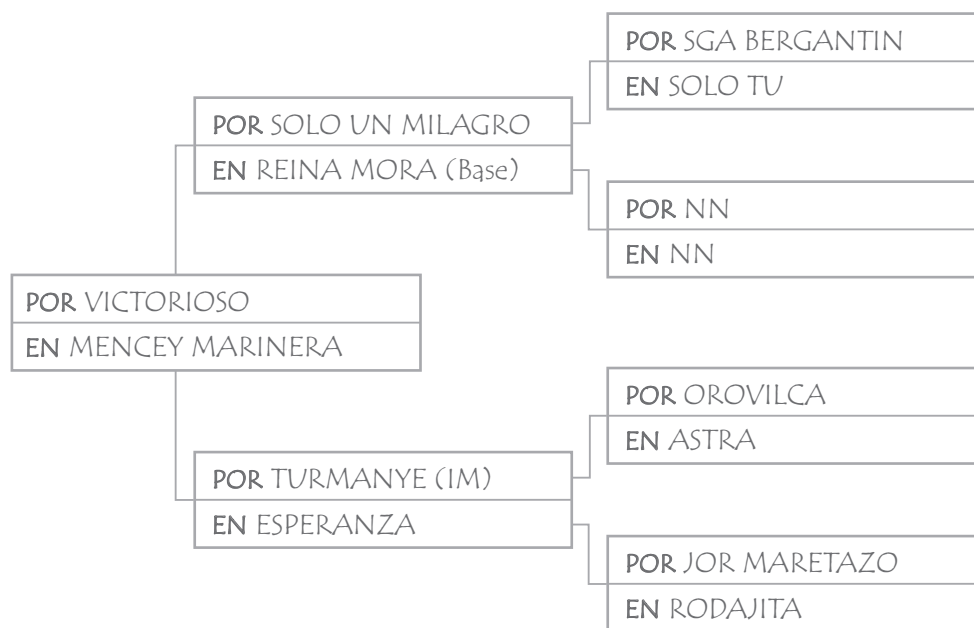 POR SGA BERGANTIN
EN SOLO TU
POR SOLO UN MILAGRO
EN REINA MORA (Base)
POR NN
EN NN
POR VICTORIOSO
EN MENCEY MARINERA
POR OROVILCA
EN ASTRA
POR TURMANYE (IM)
EN ESPERANZA
POR JOR MARETAZO
EN RODAJITA